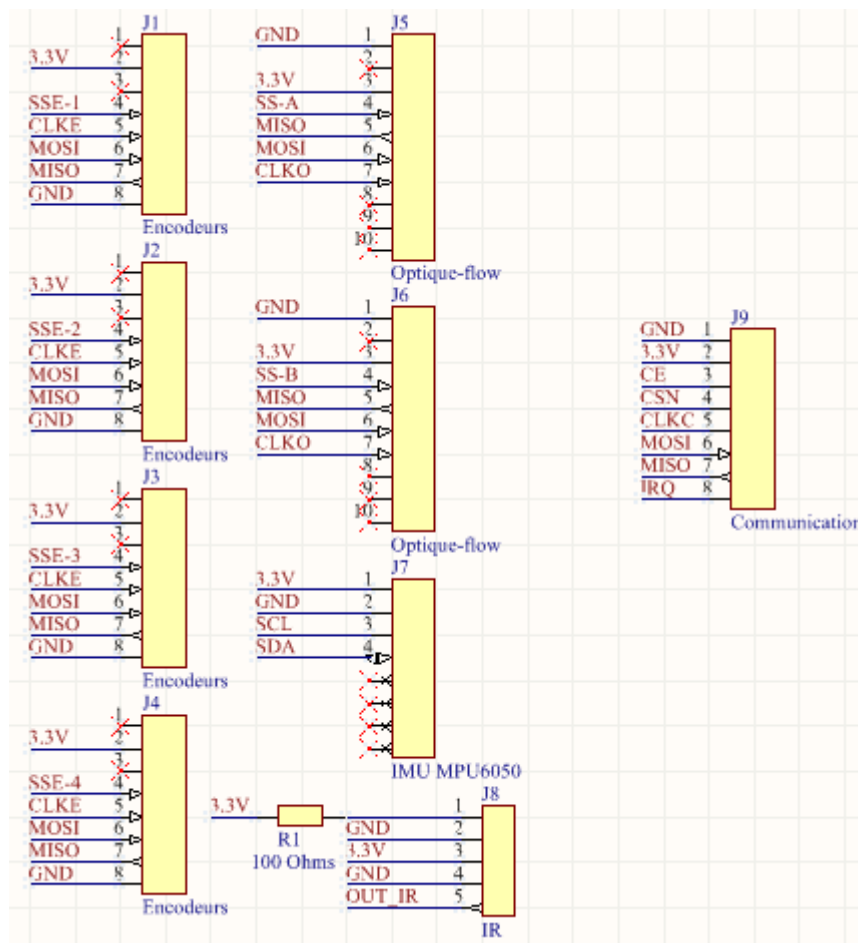 J1
1
3.3V 2
3
SSE-1 4
CLKE 5
MOSI 6
MISO 7
GND 8
Encodeurs
J2
1
3.3V 2
3
SSE-2 4
CLKE 5
MOSI 6
MISO 7
GND 8
Encodeurs
J3
1
3.3V 2
3
SSE-3 4
CLKE 5
MOSI 6
MISO 7
GND 8
Encodeurs
J4
1
3.3V 2
3
SSE-4 4
CLKE 5
MOSI 6
MISO 7
GND 8
Encodeurs
J5
GND 1
2
3.3V 3
SS-A 4
MISO 5
MOSI 6
CLKO 7
8
9
10
Optique-flow
J6
GND 1
2
3.3V 3
SS-B 4
MISO 5
MOSI 6
CLKO 7
8
9
10
Optique-flow
J7
3.3V 1
GND 2
SCL 3
SDA 4
IMU MPU6050
J8
3.3V 1
R1
100 Ohms
GND 2
3.3V 3
GND 4
OUT_IR 5
IR
J9
GND 1
3.3V 2
CE 3
CSN 4
CLKC 5
MOSI 6
MISO 7
IRQ 8
Communication